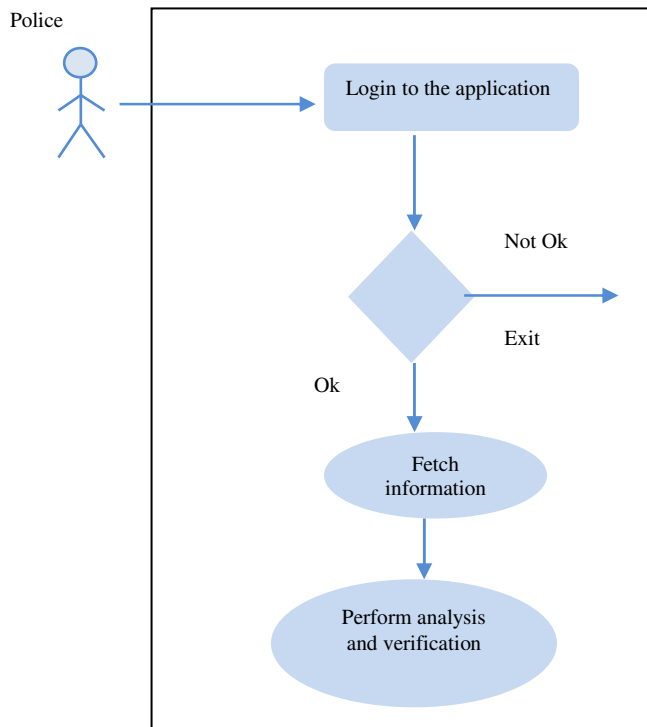 Police
Login to the application
Not Ok
Exit
Ok
Fetch
information
Perform analysis
and verification